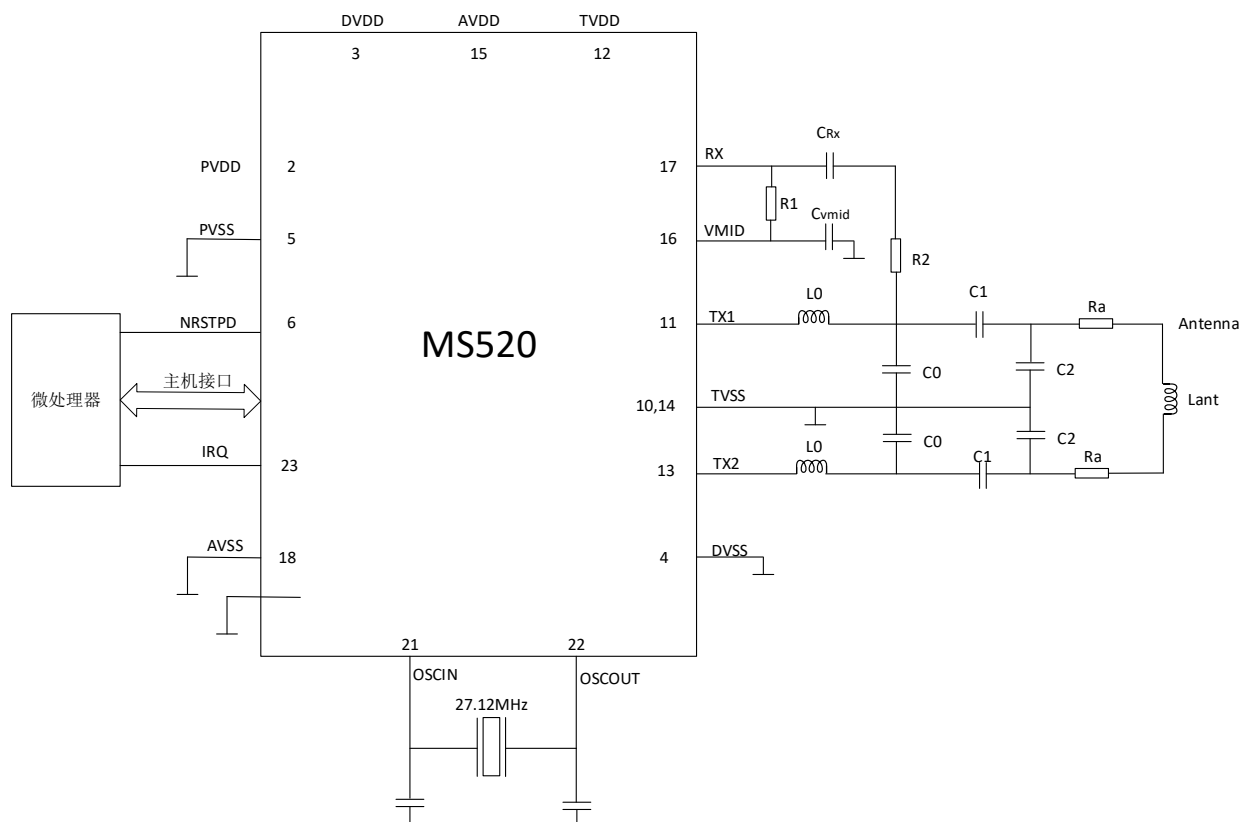 DVDD AVDD TVDD
3 15 12
CRx
PVDD 2 17 RX
R1
Cvmid
PVSS 5 16 VMID
R2
L0 C1 Ra
NRSTPD 6 11 TX1 Antenna
MS520
主机接口
C0 C2
微处理器 10,14 TVSS Lant
IRQ 23 L0 C0 C2
13 TX2 C1 Ra
AVSS 18 4 DVSS
21 22
OSCIN OSCOUT
27.12MHz